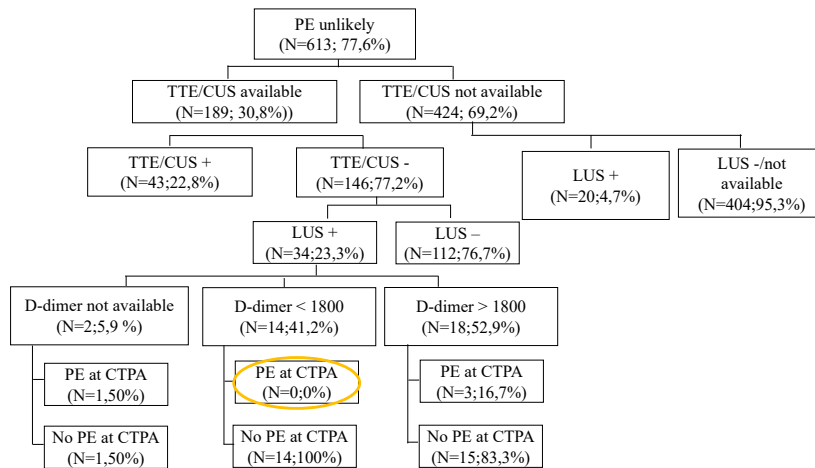 PE unlikely
(N=613; 77,6%)
TTE/CUS available
(N=189; 30,8%))
TTE/CUS not available
(N=424; 69,2%)
TTE/CUS +
(N=43;22,8%)
TTE/CUS -
(N=146;77,2%)
LUS +
(N=20;4,7%)
LUS -/not
available
(N=404;95,3%)
LUS +
(N=34;23,3%)
LUS –
(N=112;76,7%)
D-dimer not available
(N=2;5,9 %)
D-dimer < 1800
(N=14;41,2%)
D-dimer > 1800
(N=18;52,9%)
PE at CTPA
(N=1,50%)
PE at CTPA
(N=0;0%)
PE at CTPA
(N=3;16,7%)
No PE at CTPA
(N=1,50%)
No PE at CTPA
(N=14;100%)
No PE at CTPA
(N=15;83,3%)